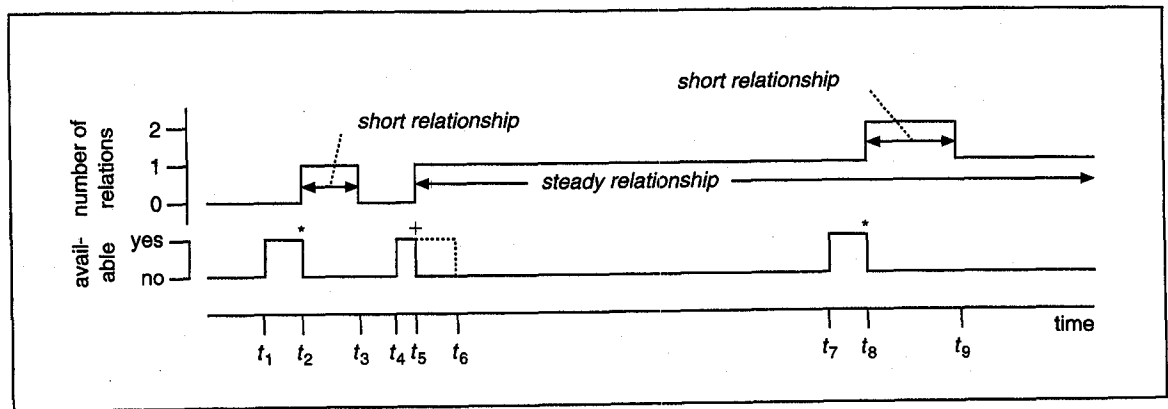 short relationship
short relationship
number of
relations
2
1
0
steady relationship
avail-
able
yes
no
*
+
*
time
t1
t2
t3
t4
t5
t6
t7
t8
t9